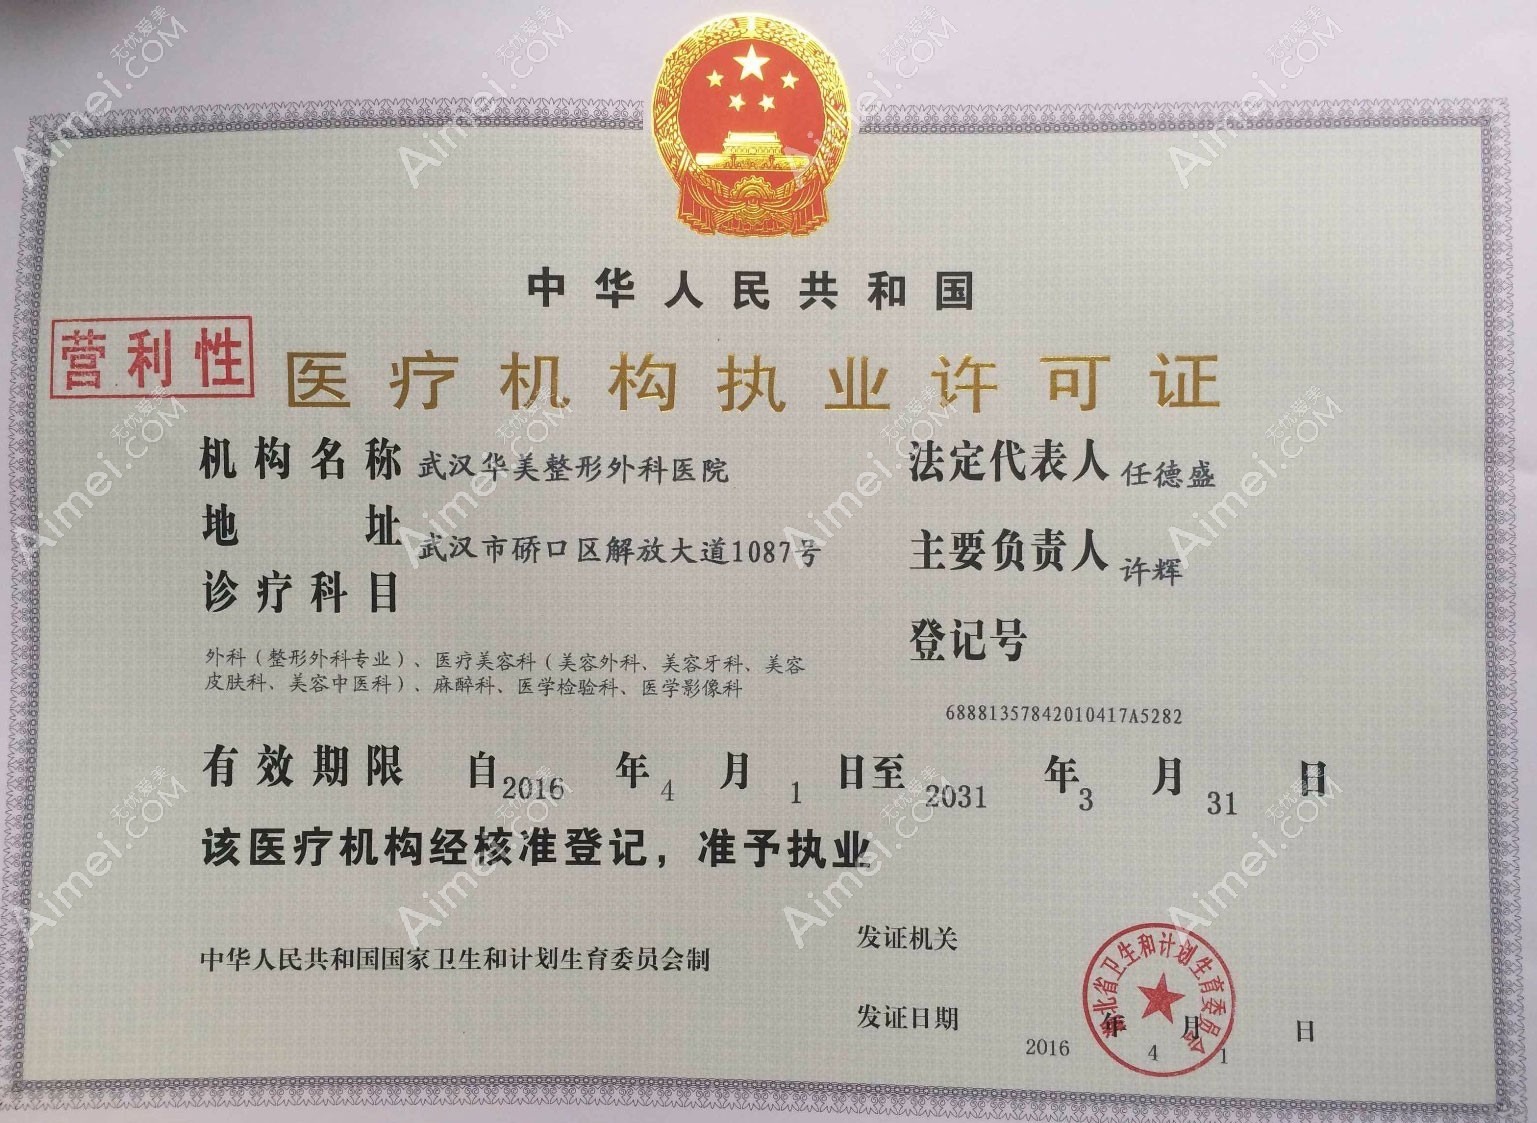 中华人民共和国
营利性
医疗机构执业许可证
机构名称 武汉华美整形外科医院
法定代表人 任德盛
地址 武汉市硚口区解放大道1087号
主要负责人 许辉
诊疗科目
登记号
外科（整形外科专业）、医疗美容科（美容外科、美容牙科、美容
皮肤科、美容中医科）、麻醉科、医学检验科、医学影像科
68881357842010417A5282
有效期限 自2016年4月1日至2031年3月31日
该医疗机构经核准登记，准予执业
中华人民共和国国家卫生和计划生育委员会制
发证机关
湖北省卫生和计划生育委员会
发证日期 2016年4月1日
无忧爱美
Aimei.COM